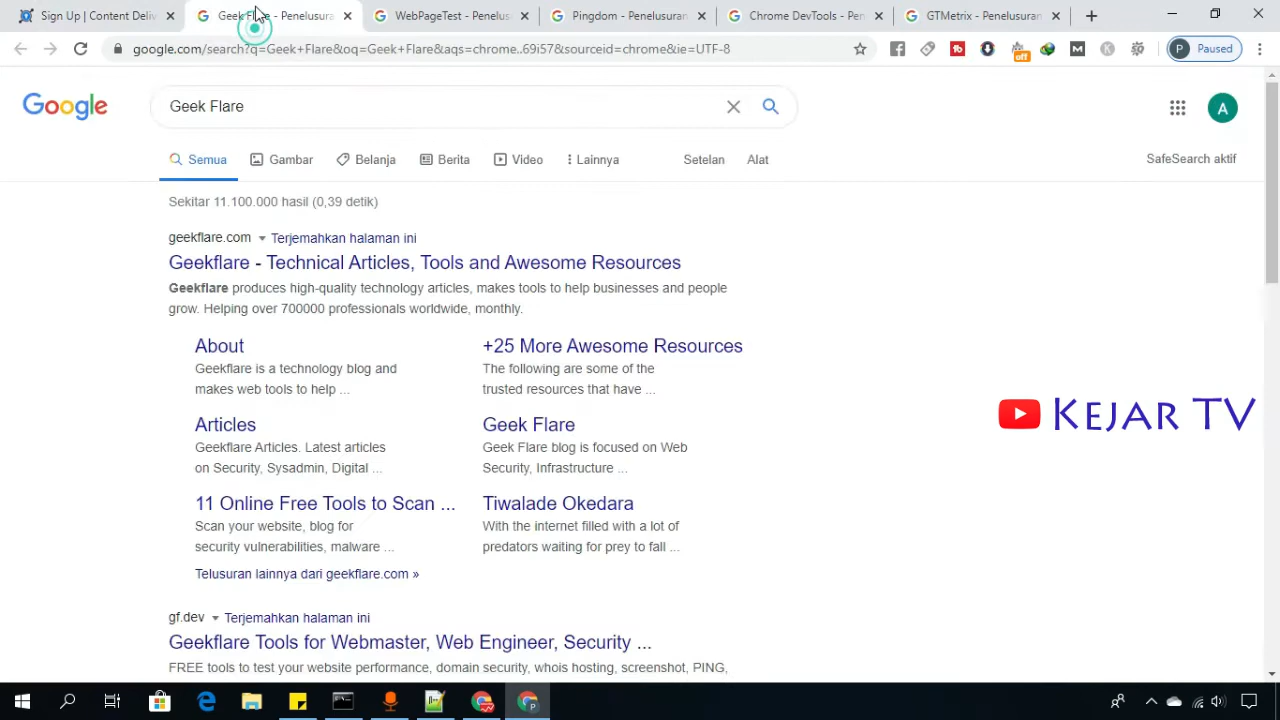 Sign Up | Content Deliv
Geek Flare - Penelusura
WebPageTest - Penelus
Pingdom - Penelusuran
Chrome DevTools - Pen
GTMetrix - Penelusuran
google.com/search?q=Geek+Flare&oq=Geek+Flare&aqs=chrome..69i57&sourceid=chrome&ie=UTF-8
off
M
K
P Paused
Google
Geek Flare
A
Semua
Gambar
Belanja
Berita
Video
Lainnya
Setelan
Alat
SafeSearch aktif
Sekitar 11.100.000 hasil (0,39 detik)
geekflare.com Terjemahkan halaman ini
Geekflare - Technical Articles, Tools and Awesome Resources
Geekflare produces high-quality technology articles, makes tools to help businesses and people
grow. Helping over 700000 professionals worldwide, monthly.
About
Geekflare is a technology blog and
makes web tools to help ...
+25 More Awesome Resources
The following are some of the
trusted resources that have ...
Articles
Geekflare Articles. Latest articles
on Security, Sysadmin, Digital ...
Geek Flare
Geek Flare blog is focused on Web
Security, Infrastructure ...
11 Online Free Tools to Scan ...
Scan your website, blog for
security vulnerabilities, malware ...
Tiwalade Okedara
With the internet filled with a lot of
predators waiting for prey to fall ...
Telusuran lainnya dari geekflare.com »
KEJAR TV
gf.dev Terjemahkan halaman ini
Geekflare Tools for Webmaster, Web Engineer, Security ...
FREE tools to test your website performance, domain security, whois hosting, screenshot, PING,